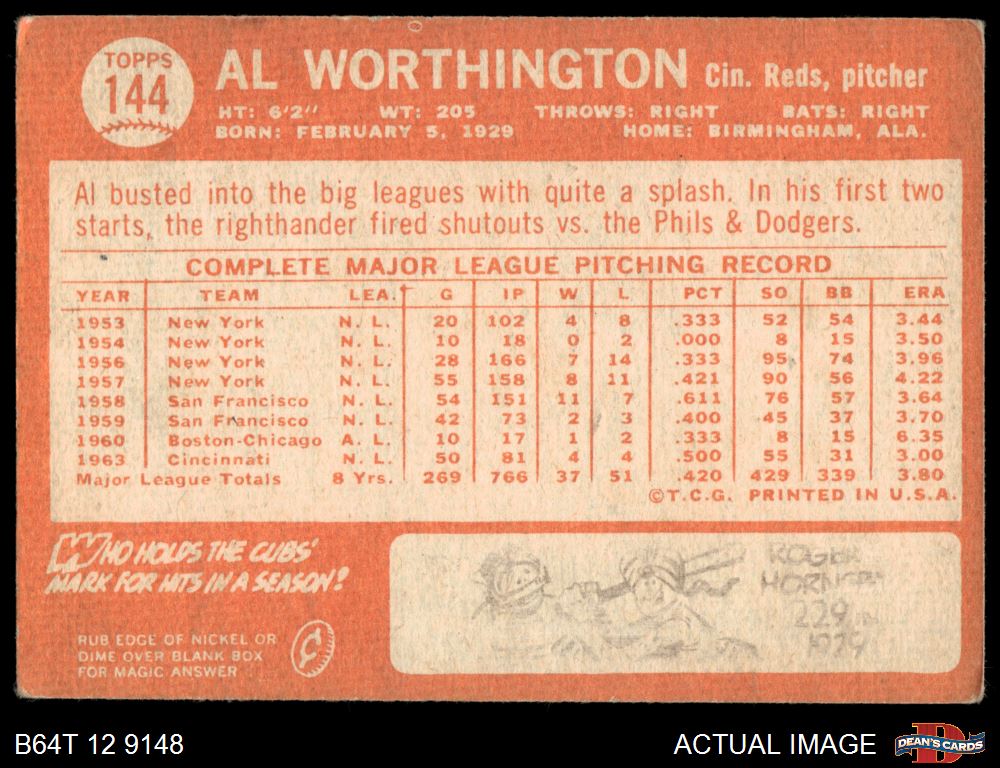 TOPPS
144
AL WORTHINGTON Cin. Reds, pitcher
HT: 6'2" WT: 205 THROWS: RIGHT BATS: RIGHT
BORN: FEBRUARY 5, 1929 HOME: BIRMINGHAM, ALA.
Al busted into the big leagues with quite a splash. In his first two
starts, the righthander fired shutouts vs. the Phils & Dodgers.
COMPLETE MAJOR LEAGUE PITCHING RECORD
YEAR TEAM LEA. G IP W L PCT SO BB ERA
1953 New York N. L. 20 102 4 8 .333 52 54 3.44
1954 New York N. L. 10 18 0 2 .000 8 15 3.50
1956 New York N. L. 28 166 7 14 .333 95 74 3.96
1957 New York N. L. 55 158 8 11 .421 90 56 4.22
1958 San Francisco N. L. 54 151 11 7 .611 76 57 3.64
1959 San Francisco N. L. 42 73 2 3 .400 45 37 3.70
1960 Boston-Chicago A. L. 10 17 1 2 .333 8 15 6.35
1963 Cincinnati N. L. 50 81 4 4 .500 55 31 3.00
Major League Totals 8 Yrs. 269 766 37 51 .420 429 339 3.80
©T.C.G. PRINTED IN U.S.A.
WHO HOLDS THE CUBS'
MARK FOR HITS IN A SEASON?
RUB EDGE OF NICKEL OR
DIME OVER BLANK BOX
FOR MAGIC ANSWER
ROGER
HORNSBY
229 in
1929
B64T 12 9148
ACTUAL IMAGE
DEAN'S CARDS